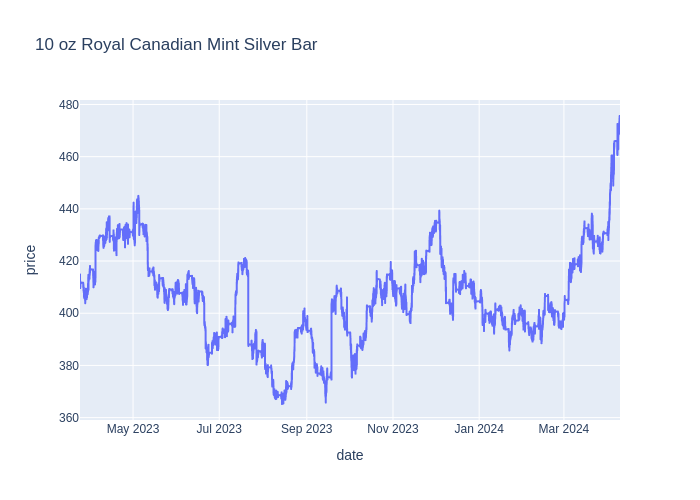 10 oz Royal Canadian Mint Silver Bar
480
460
440
420
400
380
360
price
May 2023 Jul 2023 Sep 2023 Nov 2023 Jan 2024 Mar 2024
date